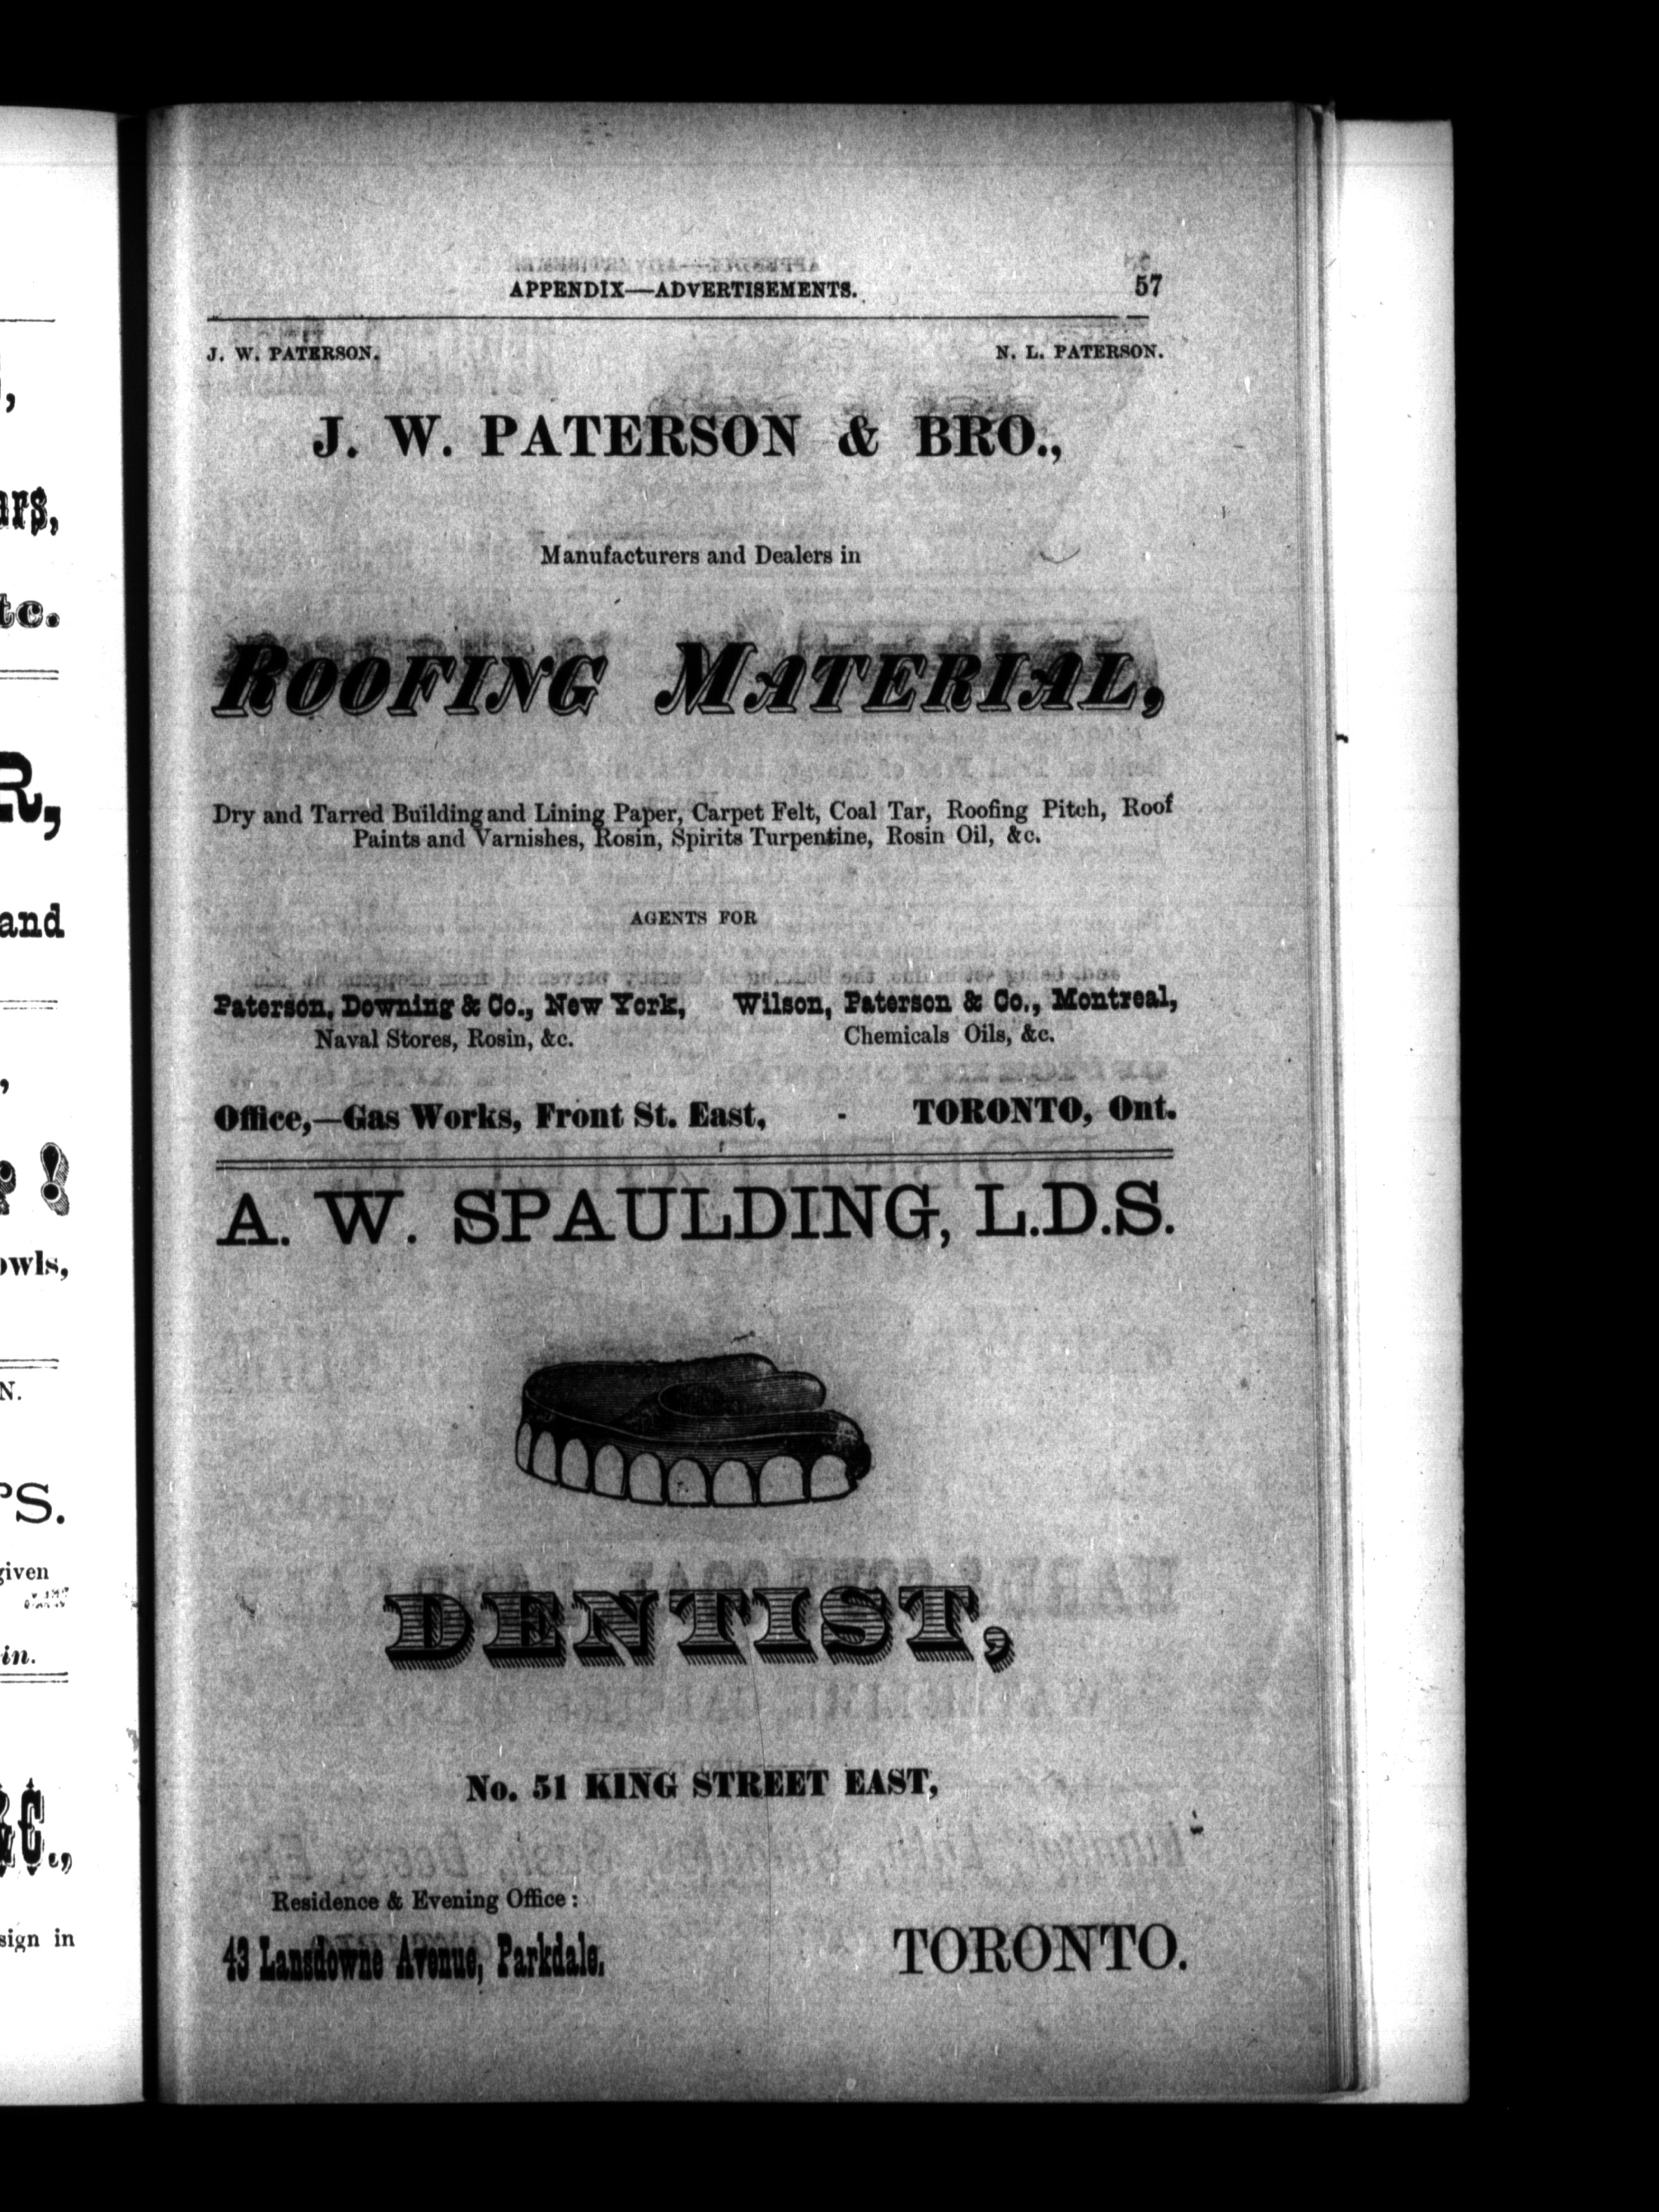 APPENDIX—ADVERTISEMENTS. 57
J. W. PATERSON. N. L. PATERSON.
J. W. PATERSON & BRO.,
Manufacturers and Dealers in
ROOFING MATERIAL,
Dry and Tarred Building and Lining Paper, Carpet Felt, Coal Tar, Roofing Pitch, Roof
Paints and Varnishes, Rosin, Spirits Turpentine, Rosin Oil, &c.
AGENTS FOR
Paterson, Downing & Co., New York, Wilson, Paterson & Co., Montreal,
Naval Stores, Rosin, &c. Chemicals Oils, &c.
Office,—Gas Works, Front St. East, - TORONTO, Ont.
A. W. SPAULDING, L.D.S.
DENTIST,
No. 51 KING STREET EAST,
Residence & Evening Office:
43 Lansdowne Avenue, Parkdale.
TORONTO.